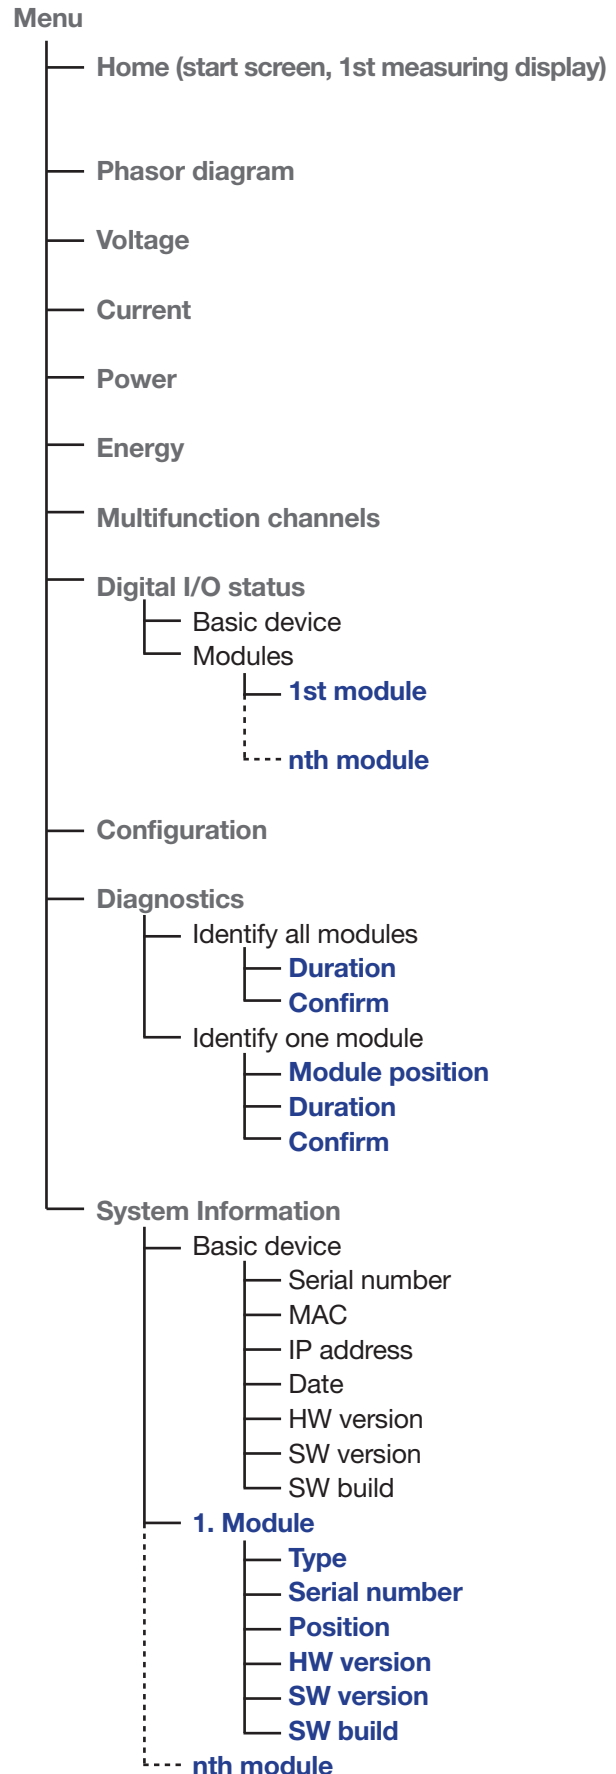 Menu
Home (start screen, 1st measuring display)
Phasor diagram
Voltage
Current
Power
Energy
Multifunction channels
Digital I/O status
Basic device
Modules
1st module
nth module
Configuration
Diagnostics
Identify all modules
Duration
Confirm
Identify one module
Module position
Duration
Confirm
System Information
Basic device
Serial number
MAC
IP address
Date
HW version
SW version
SW build
1. Module
Type
Serial number
Position
HW version
SW version
SW build
nth module